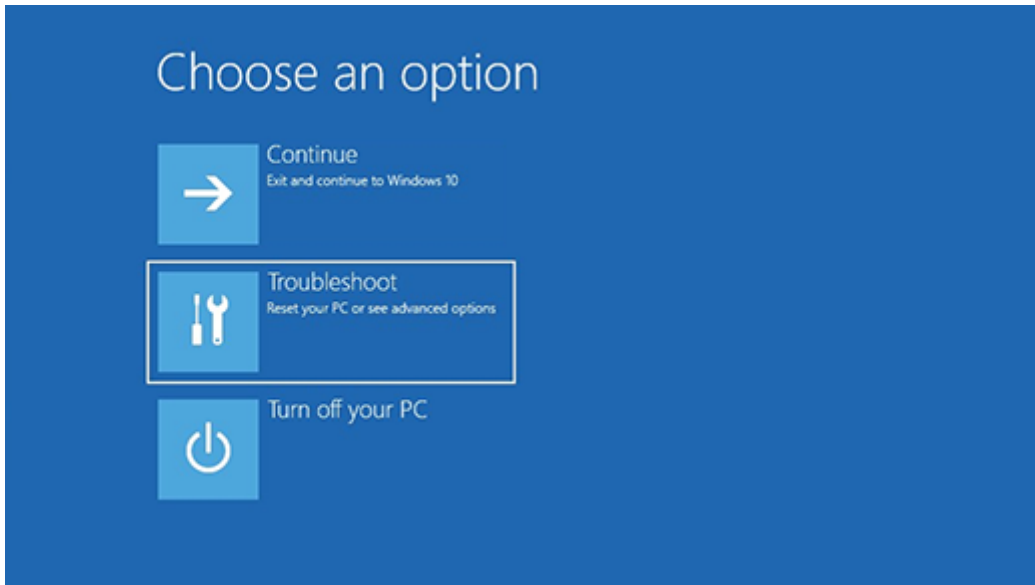 Choose an option
Continue
Exit and continue to Windows 10
Troubleshoot
Reset your PC or see advanced options
Turn off your PC